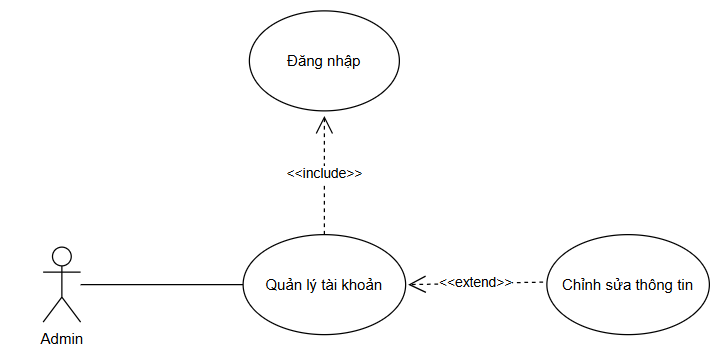 Đăng nhập
<<include>>
Quản lý tài khoản
<<extend>>
Chỉnh sửa thông tin
Admin